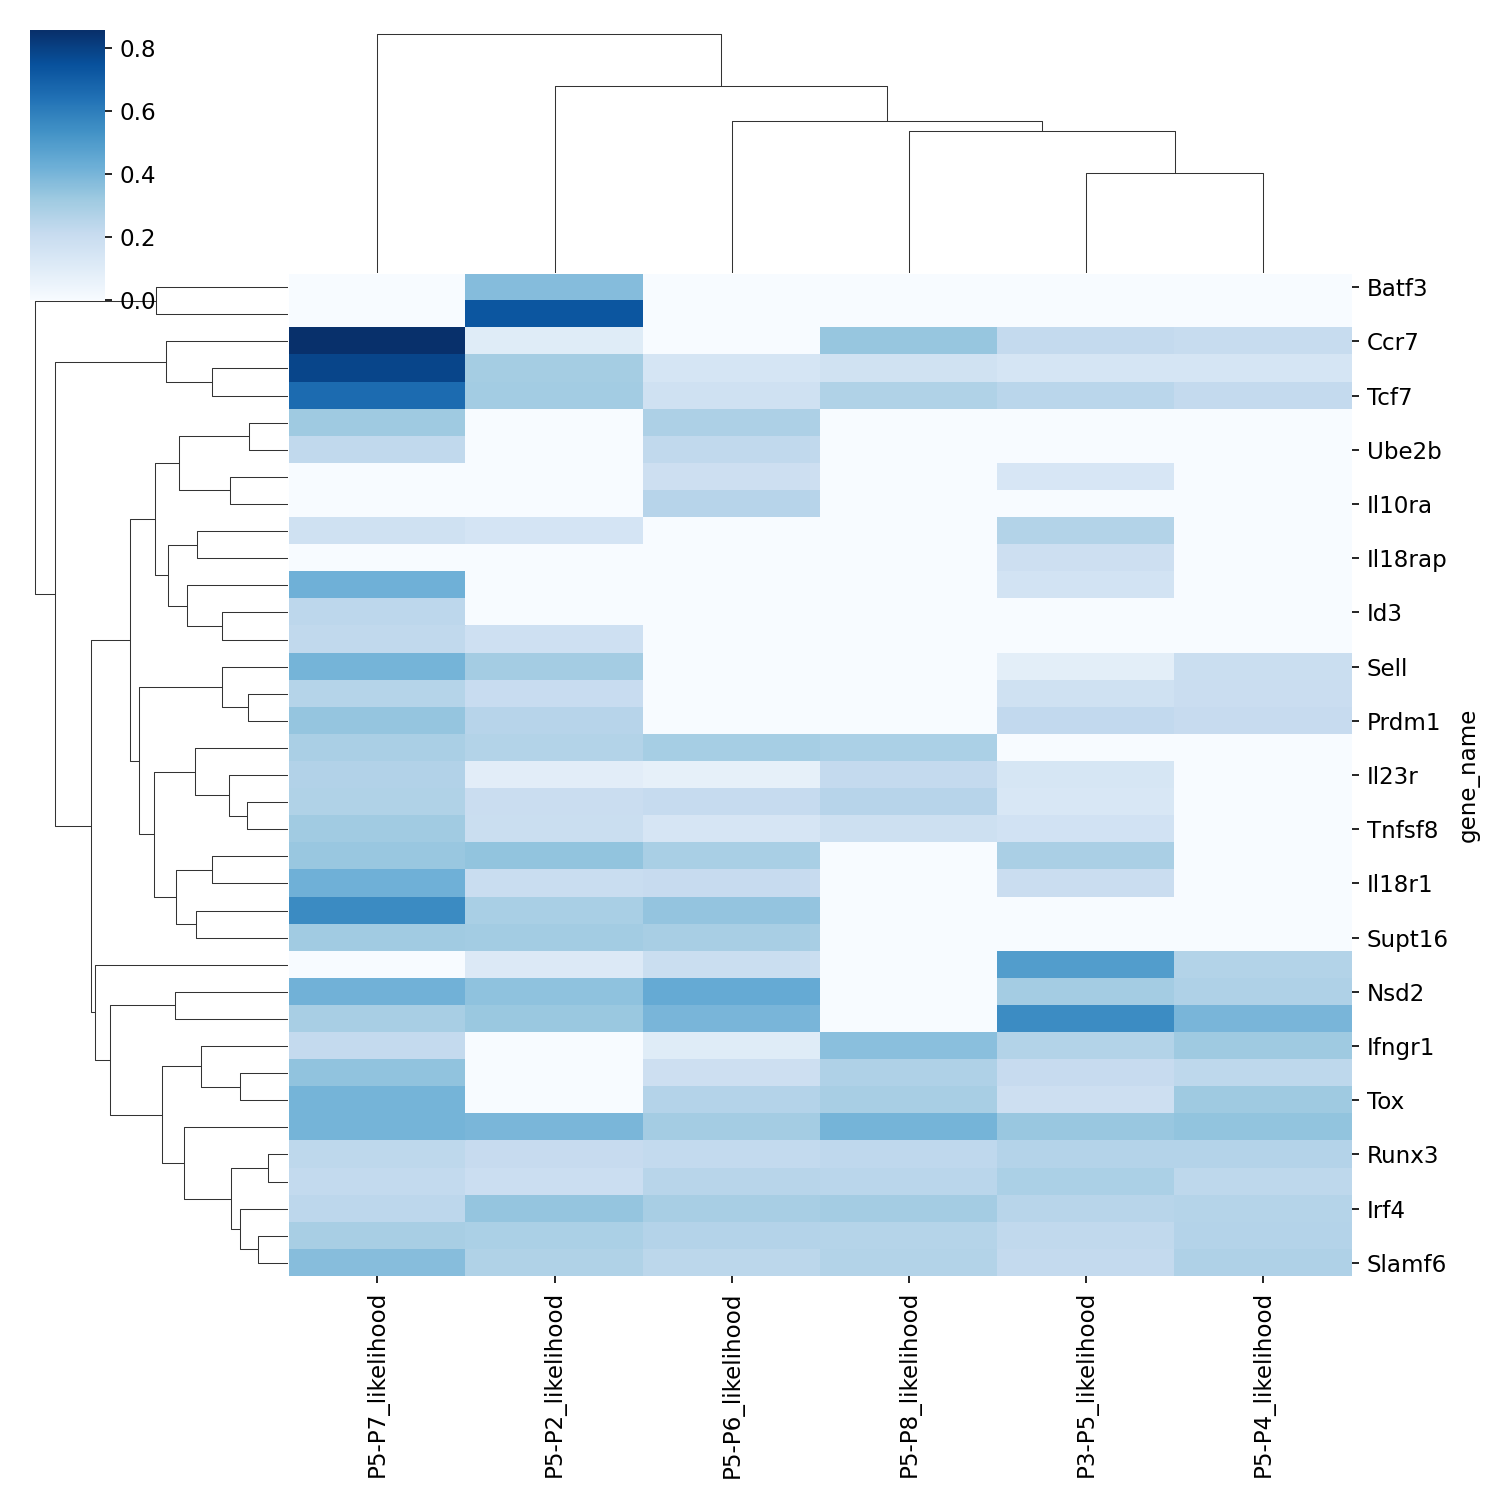 0.8
0.6
0.4
0.2
0.0
Batf3
Ccr7
Tcf7
Ube2b
Il10ra
Il18rap
Id3
Sell
Prdm1
Il23r
Tnfsf8
Il18r1
Supt16
Nsd2
Ifngr1
Tox
Runx3
Irf4
Slamf6
gene_name
P5-P7_likelihood
P5-P2_likelihood
P5-P6_likelihood
P5-P8_likelihood
P3-P5_likelihood
P5-P4_likelihood